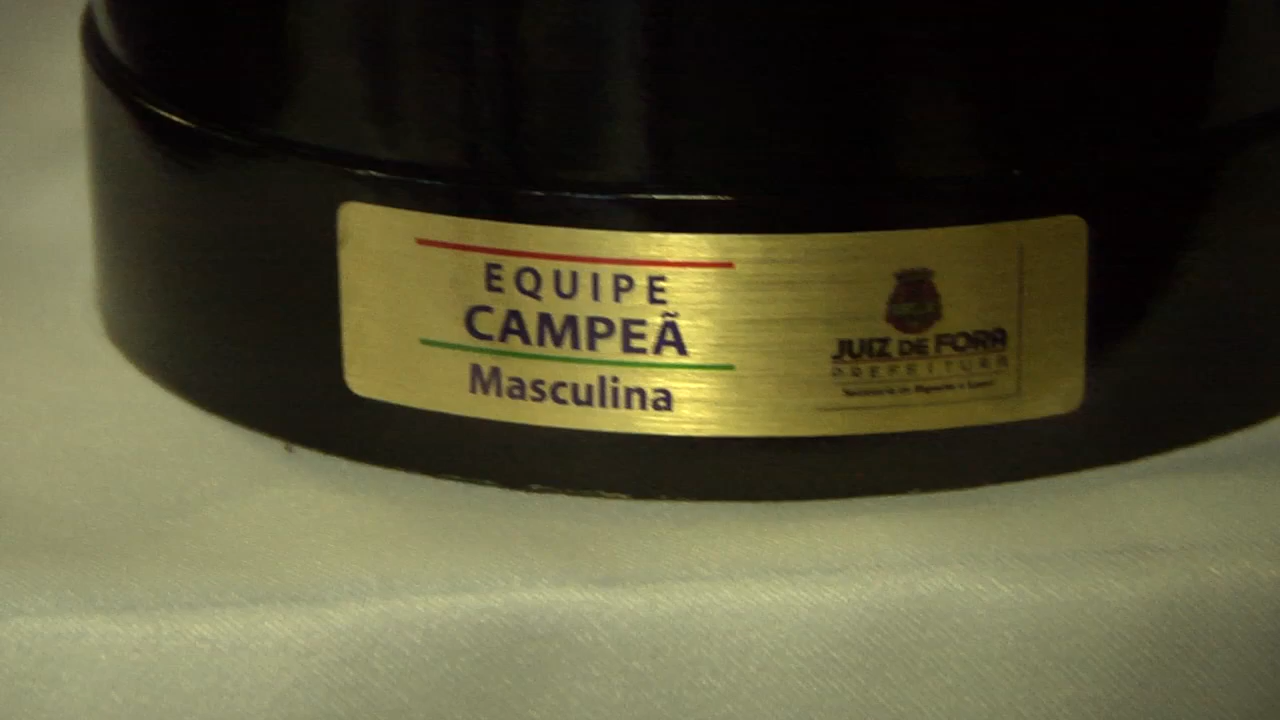 EQUIPE
CAMPEÃ
Masculina
JUIZ DE FORA
PREFEITURA